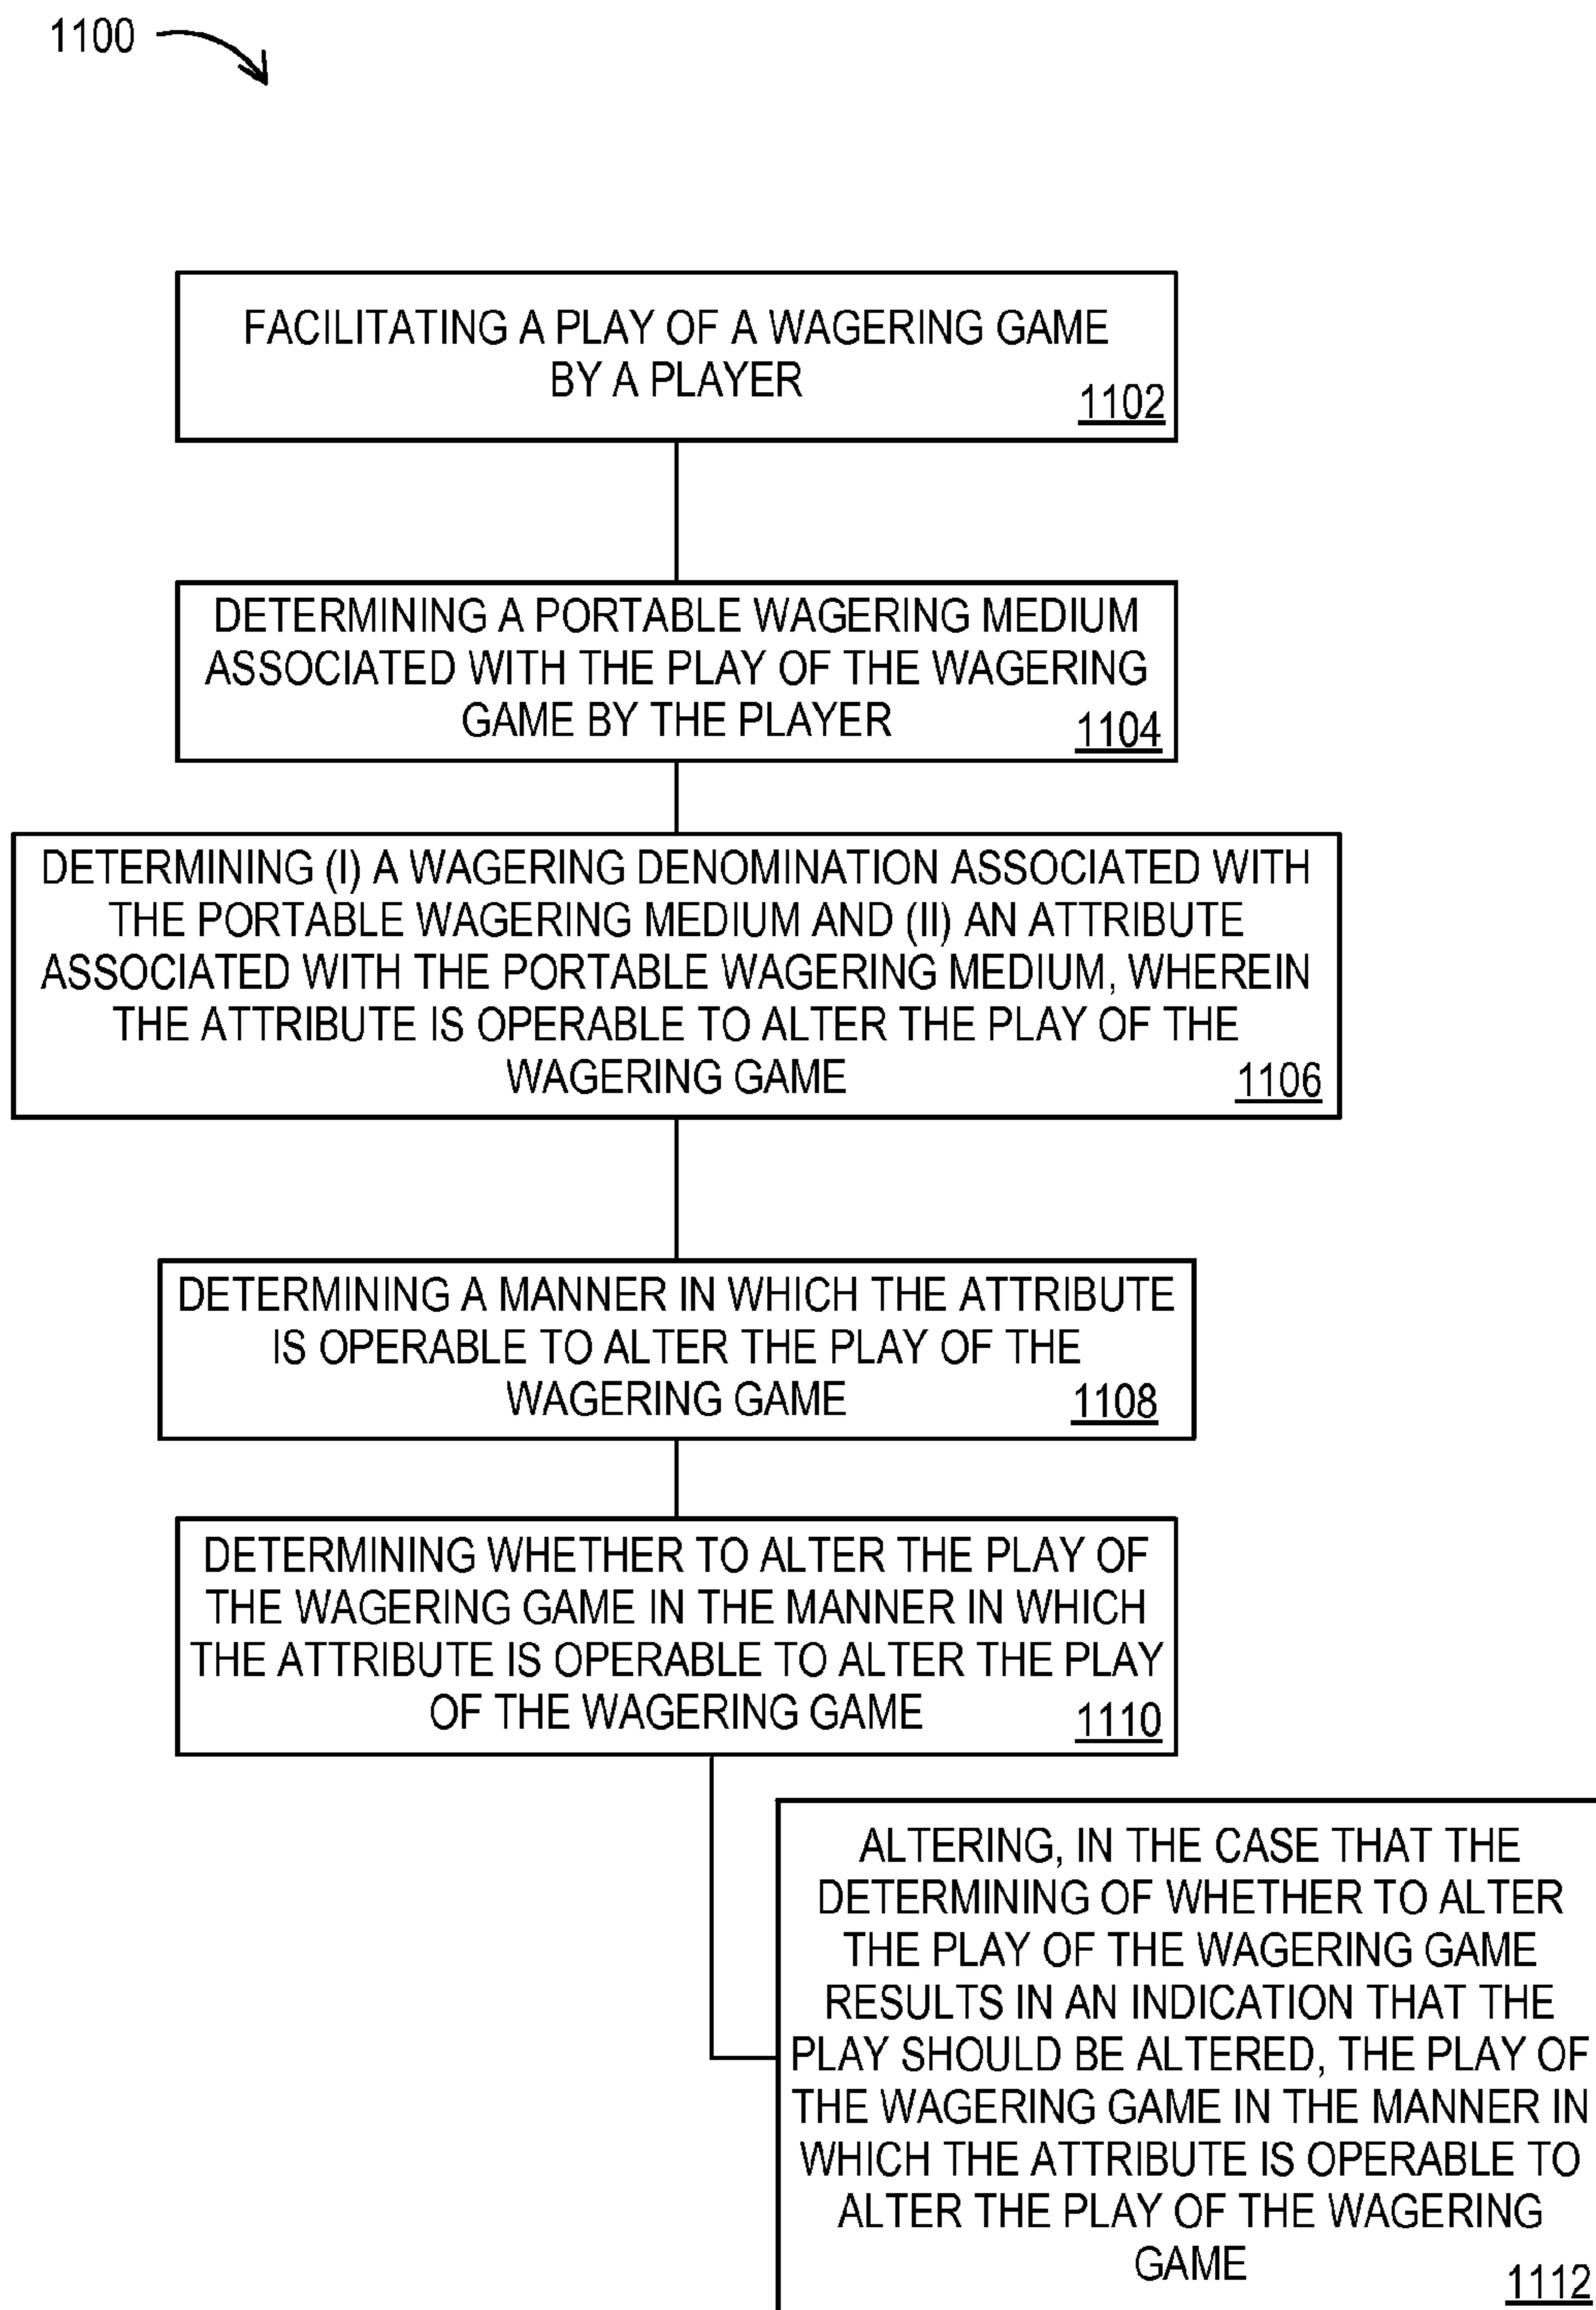 1100
FACILITATING A PLAY OF A WAGERING GAME
BY A PLAYER
1102
DETERMINING A PORTABLE WAGERING MEDIUM
ASSOCIATED WITH THE PLAY OF THE WAGERING
GAME BY THE PLAYER
1104
DETERMINING (I) A WAGERING DENOMINATION ASSOCIATED WITH
THE PORTABLE WAGERING MEDIUM AND (II) AN ATTRIBUTE
ASSOCIATED WITH THE PORTABLE WAGERING MEDIUM, WHEREIN
THE ATTRIBUTE IS OPERABLE TO ALTER THE PLAY OF THE
WAGERING GAME
1106
DETERMINING A MANNER IN WHICH THE ATTRIBUTE
IS OPERABLE TO ALTER THE PLAY OF THE
WAGERING GAME
1108
DETERMINING WHETHER TO ALTER THE PLAY OF
THE WAGERING GAME IN THE MANNER IN WHICH
THE ATTRIBUTE IS OPERABLE TO ALTER THE PLAY
OF THE WAGERING GAME
1110
ALTERING, IN THE CASE THAT THE
DETERMINING OF WHETHER TO ALTER
THE PLAY OF THE WAGERING GAME
RESULTS IN AN INDICATION THAT THE
PLAY SHOULD BE ALTERED, THE PLAY OF
THE WAGERING GAME IN THE MANNER IN
WHICH THE ATTRIBUTE IS OPERABLE TO
ALTER THE PLAY OF THE WAGERING
GAME
1112